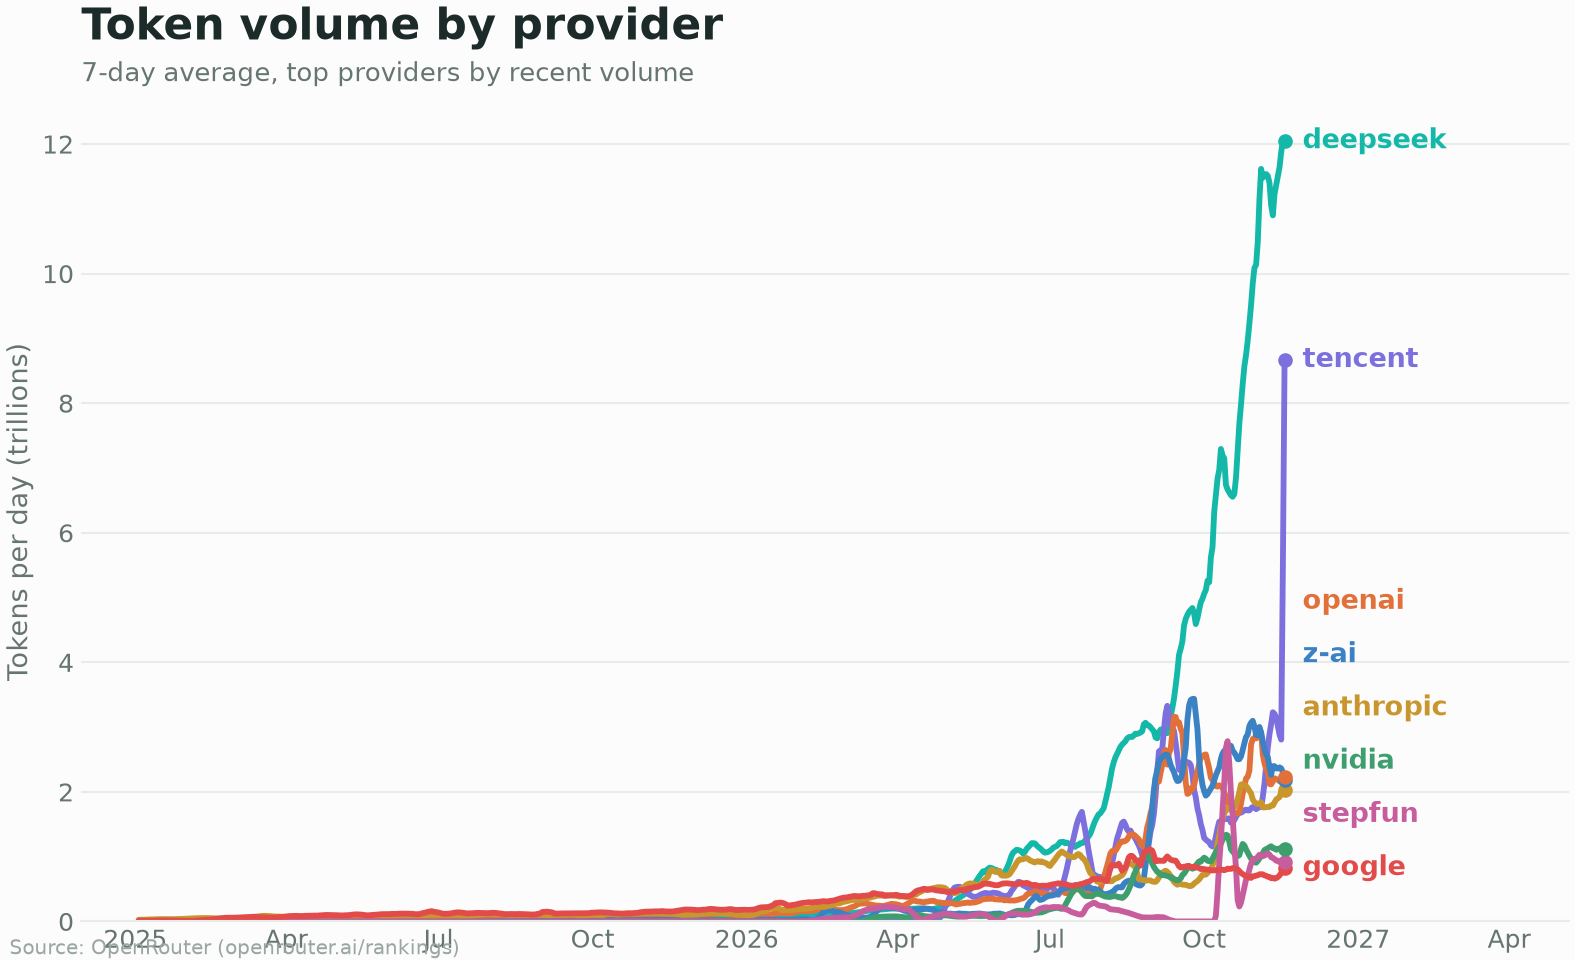 Token volume by provider
7-day average, top providers by recent volume
Tokens per day (trillions)
12
10
8
6
4
2
0
deepseek
tencent
openai
z-ai
anthropic
nvidia
stepfun
google
2025 Apr Jul Oct 2026 Apr Jul Oct 2027 Apr
Source: OpenRouter (openrouter.ai/rankings)